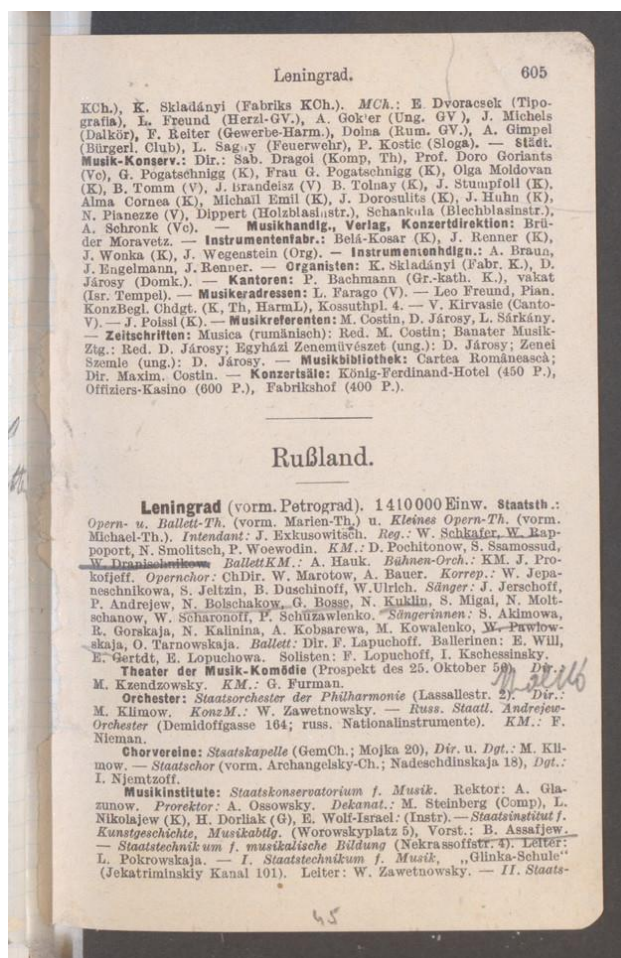 Leningrad. 605
KCh.), K. Skladányi (Fabriks KCh.). MCh.: E. Dvoracsek (Tipo-
grafia), L. Freund (Herzl-GV.), A. Gokler (Ung. GV.), J. Michels
(Dalkör), F. Reiter (Gewerbe-Harm.), Doina (Rum. GV.), A. Gimpel
(Bürgerl. Club), L. Saguy (Feuerwehr), P. Kostic (Sloga). — Städt.
Musik-Konserv.: Dir.: Sab. Dragoi (Komp, Th), Prof. Doro Goriants
(Vc), G. Pogatschnigg (K), Frau G. Pogatschnigg (K), Olga Moldovan
(K), B. Tomm (V), J. Brandeisz (V) B. Tolnay (K), J. Stumpfoll (K).
Alma Cornea (K), Michaïl Emil (K), J. Dorosulits (K), J. Huhn (K),
N. Pianezze (V), Dippert (Holzblasinstr.), Schankula (Blechblasinstr.),
A. Schronk (Vc). — Musikhandlg., Verlag, Konzertdirektion: Brü-
der Moravetz. — Instrumentenfabr.: Belá-Kosar (K), J. Renner (K),
J. Wonka (K), J. Wegenstein (Org). — Instrumentenhdlgn.: A. Braun,
J. Engelmann, J. Renner. — Organisten: K. Skladányi (Fabr. K.), D.
Járosy (Domk.). — Kantoren: P. Bachmann (Gr.-kath. K.), vakat
(Isr. Tempel). — Musikeradressen: L. Farago (V). — Leo Freund, Pian.
KonzBegl. Chdgt. (K, Th, HarmL), Kossuthpl. 4. — V. Kirvasie (Canto-
V). — J. Poissl (K). — Musikreferenten: M. Costin, D. Járosy, L. Sárkány.
— Zeitschriften: Musica (rumänisch): Red. M. Costin; Banater Musik-
Ztg.: Red. D. Járosy; Egyházi Zeneművészet (ung.): D. Járosy; Zenei
Szemle (ung.): D. Járosy. — Musikbibliothek: Cartea Românească;
Dir. Maxim. Costin. — Konzertsäle: König-Ferdinand-Hotel (450 P.),
Offiziers-Kasino (600 P.), Fabrikshof (400 P.).
Rußland.
Leningrad (vorm. Petrograd). 1410000 Einw. Staatsth.:
Opern- u. Ballett-Th. (vorm. Marien-Th.) u. Kleines Opern-Th. (vorm.
Michael-Th.). Intendant: J. Exkusowitsch. Reg.: W. Schkafer, W. Rap-
poport, N. Smolitsch, P. Woewodin. KM.: D. Pochitonow, S. Ssamossud,
W. Dranischnikow. BallettKM.: A. Hauk. Bühnen-Orch.: KM. J. Pro-
kofjeff. Opernchor: ChDir. W. Marotow, A. Bauer. Korrep.: W. Jepa-
neschnikowa, S. Jeltzin, B. Duschinoff, W. Ulrich. Sänger: J. Jerschoff,
P. Andrejew, N. Bolschakow, G. Bosse, N. Kuklin, S. Migai, N. Molt-
schanow, W. Scharonoff, P. Schurawlenko. Sängerinnen: S. Akimowa,
R. Gorskaja, N. Kalinina, A. Kobsarewa, M. Kowalenko, W. Pawlow-
skaja, O. Tarnowskaja. Ballett: Dir. F. Lapuchoff. Ballerinen: E. Will,
E. Gertdt, E. Lopuchowa. Solisten: F. Lopuchoff, I. Kschessinsky.
Theater der Musik-Komödie (Prospekt des 25. Oktober 56), Dir.
M. Kzendzowsky. KM.: G. Furman.
Orchester: Staatsorchester der Philharmonie (Lassallestr. 2). Dir.:
M. Klimow. KonzM.: W. Zawetnowsky. — Russ. Staatl. Andrejew-
Orchester (Demidoffgasse 164; russ. Nationalinstrumente). KM.: F.
Nieman.
Chorvereine: Staatskapelle (GemCh.; Mojka 20), Dir. u. Dgt.: M. Kli-
mow. — Staatschor (vorm. Archangelsky-Ch.; Nadeschdinskaja 18), Dgt.:
I. Njemtzoff.
Musikinstitute: Staatskonservatorium f. Musik. Rektor: A. Gla-
zunow. Prorektor: A. Ossowsky. Dekanat.: M. Steinberg (Comp), L.
Nikolajew (K), H. Dorliak (G), E. Wolf-Israel: (Instr). — Staatsinstitut f.
Kunstgeschichte, Musikabtlg. (Worowskyplatz 5), Vorst.: B. Assafjew.
— Staatstechnikum f. musikalische Bildung (Nekrassoffstr. 4). Leiter:
L. Pokrowskaja. — I. Staatstechnikum f. Musik, „Glinka-Schule“
(Jekatriminskiy Kanal 101). Leiter: W. Zawetnowsky. — II. Staats-
45